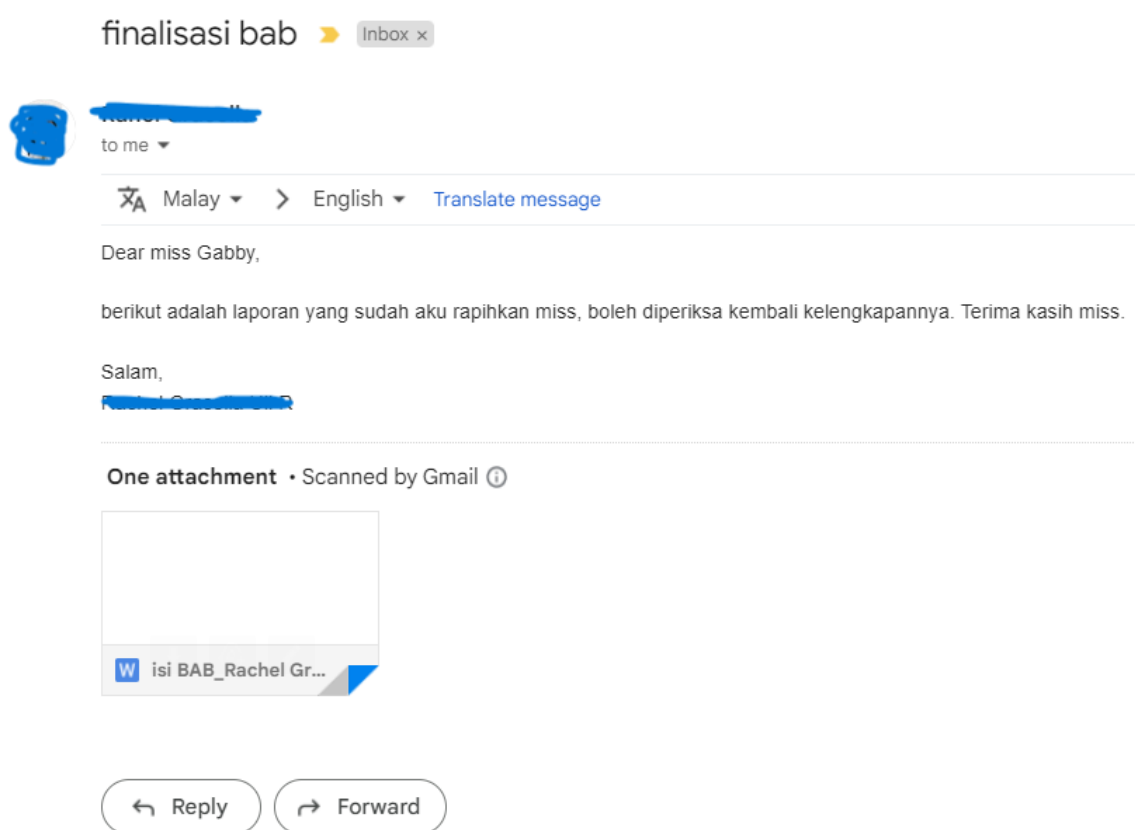 finalisasi bab
Inbox x
to me
Malay > English Translate message
Dear miss Gabby,
berikut adalah laporan yang sudah aku rapihkan miss, boleh diperiksa kembali kelengkapannya. Terima kasih miss.
Salam,
One attachment • Scanned by Gmail
W isi BAB_Rachel Gr...
Reply Forward